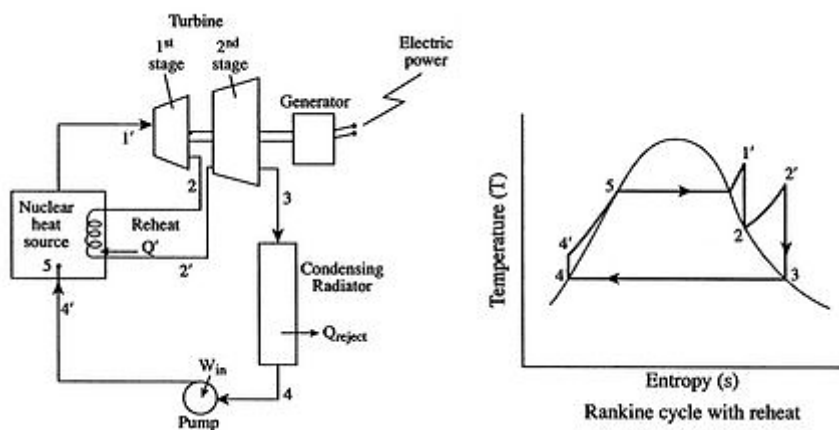 Turbine
1st
stage
2nd
stage
Electric
power
Generator
1'
2
3
Nuclear
heat
source
Reheat
Q'
5
2'
4'
Condensing
Radiator
Qreject
Win
4
Pump
Temperature (T)
1'
2'
5
2
4'
4
3
Entropy (s)
Rankine cycle with reheat